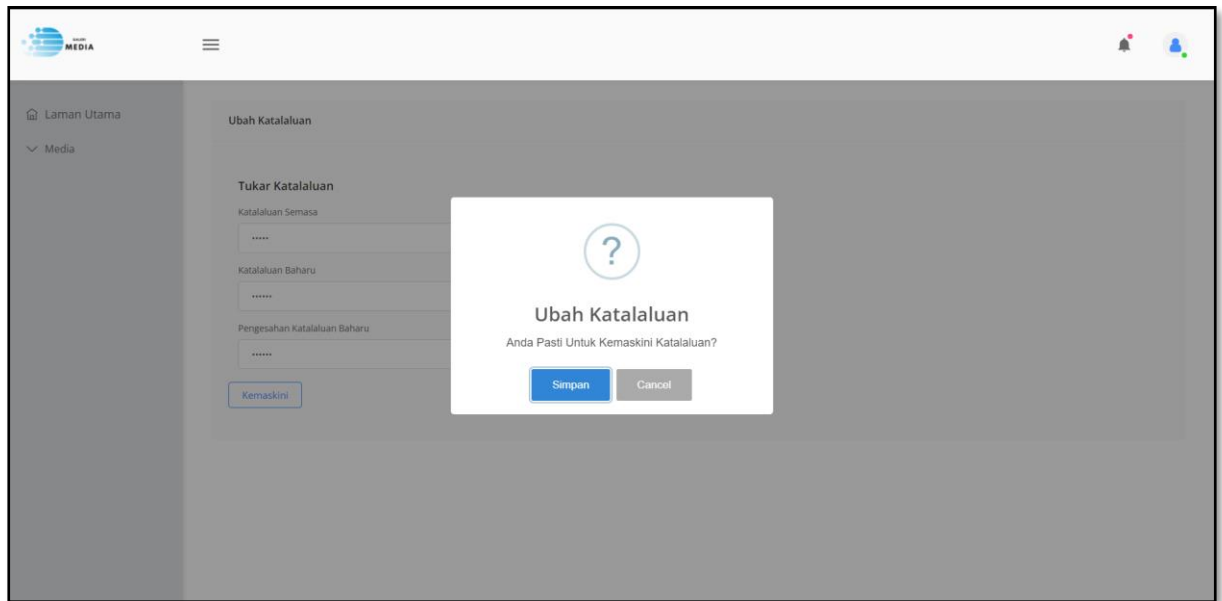 MEDIA
Laman Utama
Media
Ubah Katalaluan
Tukar Katalaluan
Katalaluan Semasa
•••••
Katalaluan Baharu
••••••
Pengesahan Katalaluan Baharu
••••••
Kemaskini
?
Ubah Katalaluan
Anda Pasti Untuk Kemaskini Katalaluan?
Simpan Cancel